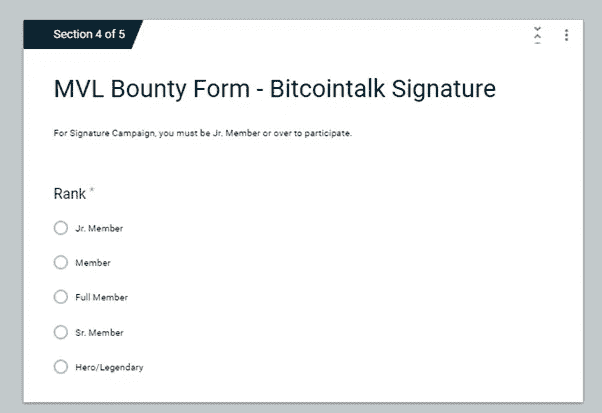 Section 4 of 5
MVL Bounty Form - Bitcointalk Signature
For Signature Campaign, you must be Jr. Member or over to participate.
Rank *
Jr. Member
Member
Full Member
Sr. Member
Hero/Legendary